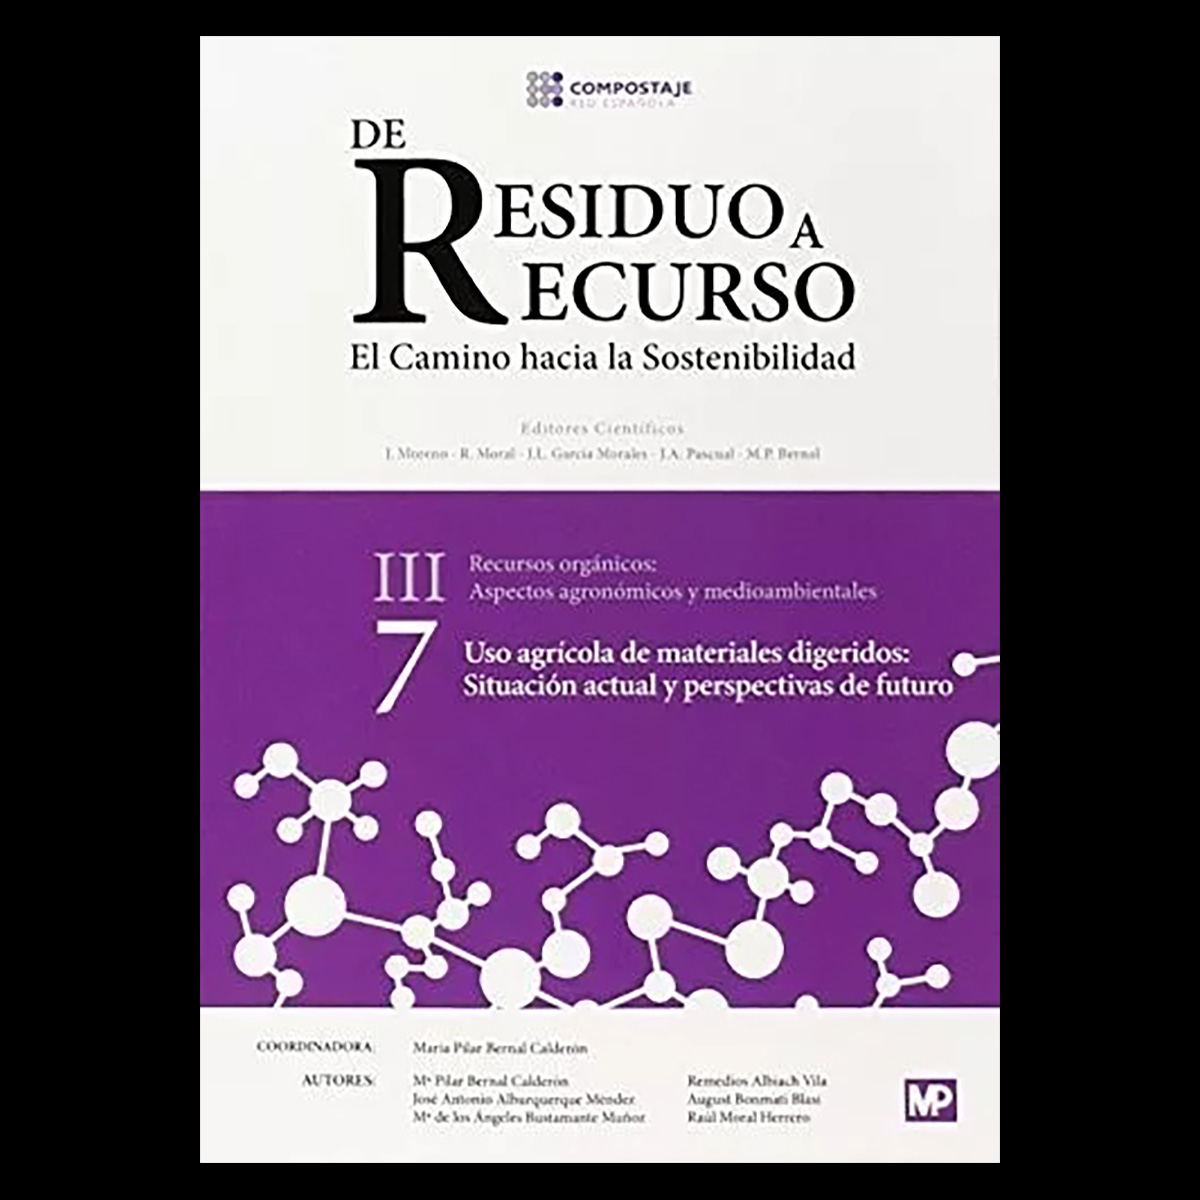 COMPOSTAJE
RED ESPAÑOLA
DE
RESIDUO A
RECURSO
El Camino hacia la Sostenibilidad
Editores Científicos
J. Moreno - R. Moral - J.L. García Morales - J.A. Pascual - M.P. Bernal
III Recursos orgánicos:
Aspectos agronómicos y medioambientales
7 Uso agrícola de materiales digeridos:
Situación actual y perspectivas de futuro
COORDINADORA: María Pilar Bernal Calderón
AUTORES: Mª Pilar Bernal Calderón Remedios Albiach Vila
José Antonio Alburquerque Méndez August Bonmatí Blasi
Mª de los Ángeles Bustamante Muñoz Raúl Moral Herrero
MP